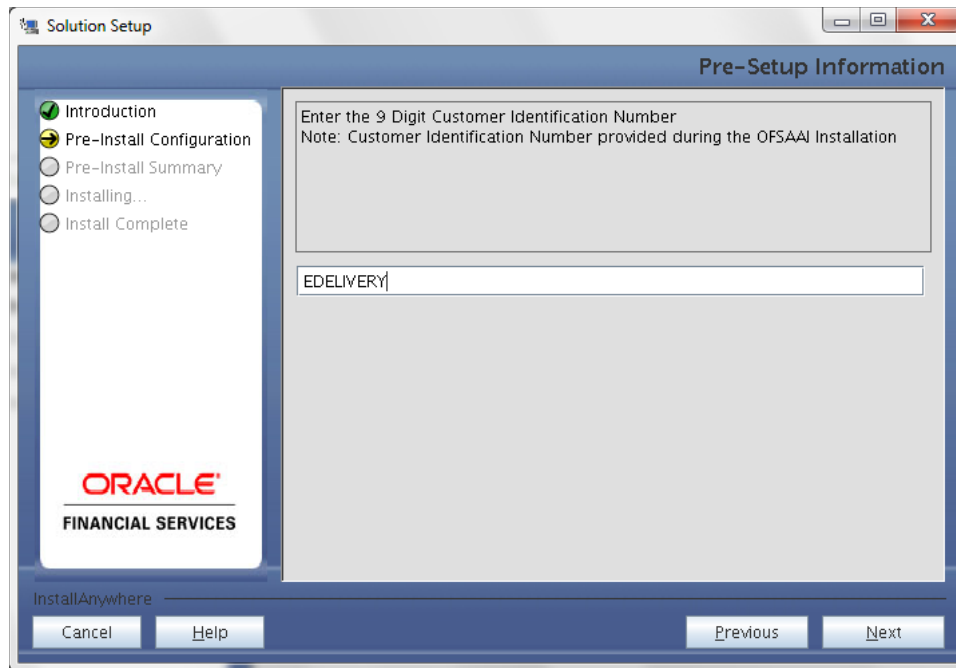 Solution Setup
Pre-Setup Information
Introduction
Pre-Install Configuration
Pre-Install Summary
Installing...
Install Complete
ORACLE
FINANCIAL SERVICES
Enter the 9 Digit Customer Identification Number
Note: Customer Identification Number provided during the OFSAAI Installation
EDELIVERY
InstallAnywhere
Cancel
Help
Previous
Next